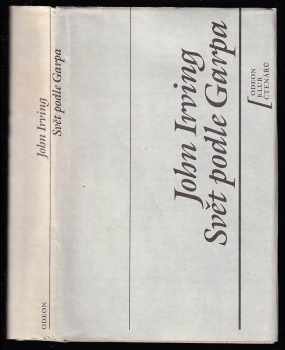 John Irving
Svět podle Garpa
ODEON
John Irving
Svět podle Garpa
ODEON
KLUB
ČTENÁŘŮ